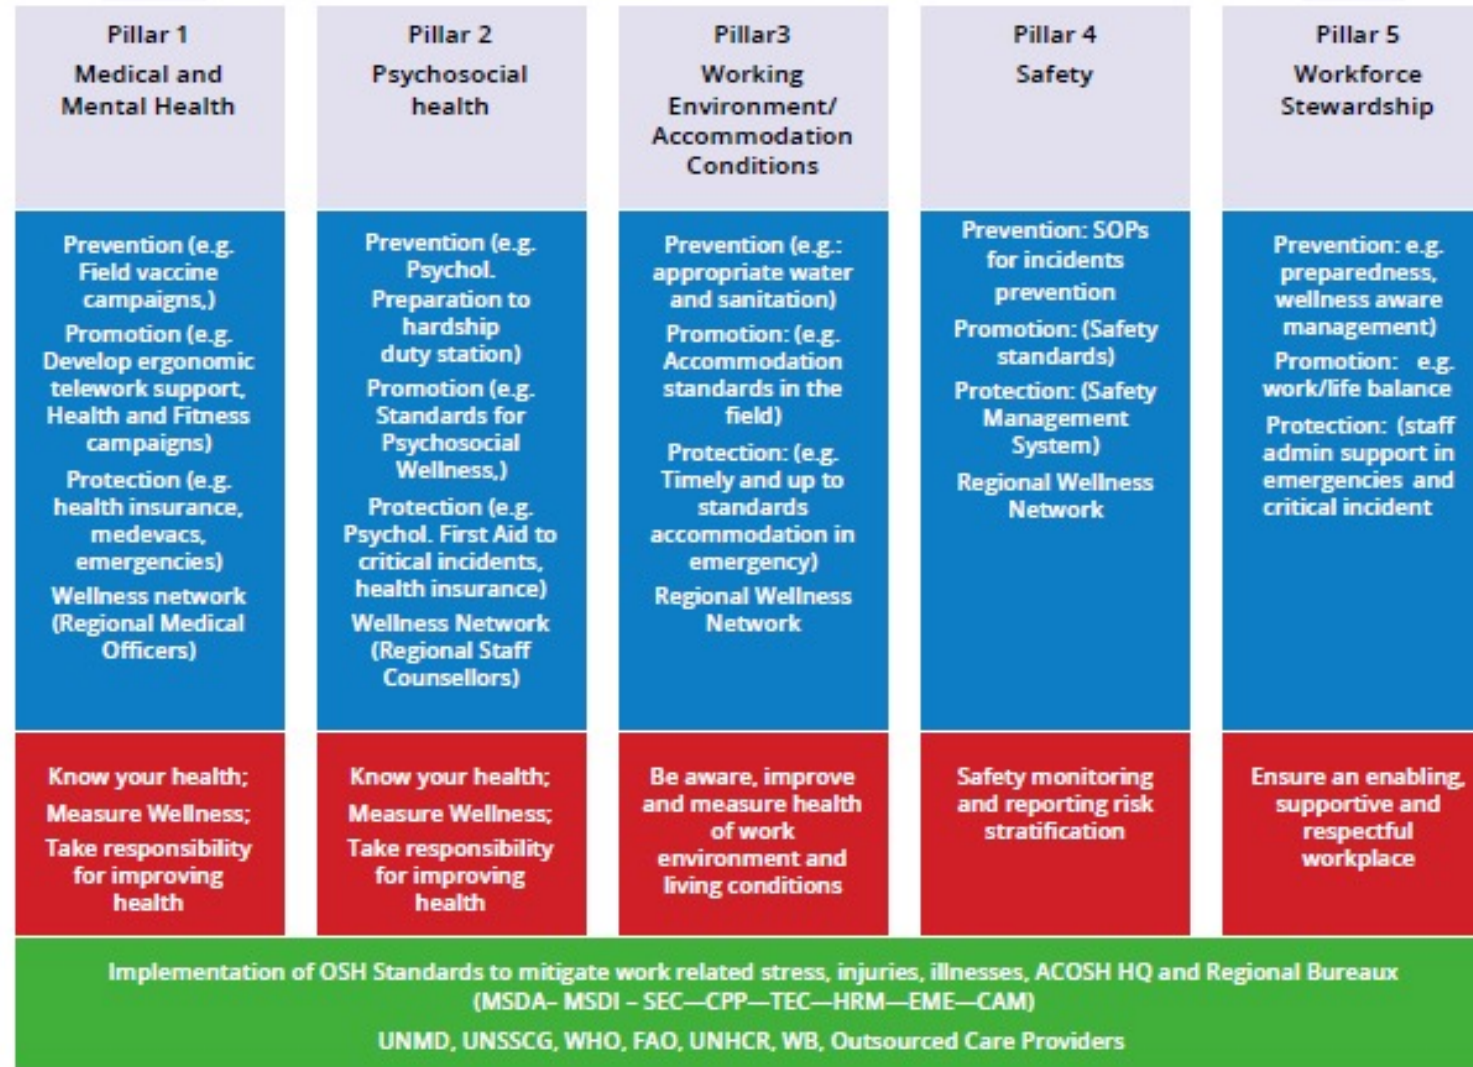 Pillar 1
Medical and
Mental Health
Prevention (e.g.
Field vaccine
campaigns,)
Promotion (e.g.
Develop ergonomic
telework support,
Health and Fitness
campaigns)
Protection (e.g.
health insurance,
medevacs,
emergencies)
Wellness network
(Regional Medical
Officers)
Know your health;
Measure Wellness;
Take responsibility
for improving
health
Pillar 2
Psychosocial
health
Prevention (e.g.
Psychol.
Preparation to
hardship
duty station)
Promotion (e.g.
Standards for
Psychosocial
Wellness,)
Protection (e.g.
Psychol. First Aid to
critical incidents,
health insurance)
Wellness Network
(Regional Staff
Counsellors)
Know your health;
Measure Wellness;
Take responsibility
for improving
health
Pillar3
Working
Environment/
Accommodation
Conditions
Prevention (e.g.:
appropriate water
and sanitation)
Promotion: (e.g.
Accommodation
standards in the
field)
Protection: (e.g.
Timely and up to
standards
accommodation in
emergency)
Regional Wellness
Network
Be aware, improve
and measure health
of work
environment and
living conditions
Pillar 4
Safety
Prevention: SOPs
for incidents
prevention
Promotion: (Safety
standards)
Protection: (Safety
Management
System)
Regional Wellness
Network
Safety monitoring
and reporting risk
stratification
Pillar 5
Workforce
Stewardship
Prevention: e.g.
preparedness,
wellness aware
management)
Promotion: e.g.
work/life balance
Protection: (staff
admin support in
emergencies and
critical incident
Ensure an enabling,
supportive and
respectful
workplace
Implementation of OSH Standards to mitigate work related stress, injuries, illnesses, ACOSH HQ and Regional Bureaux
(MSDA– MSDI – SEC—CPP—TEC—HRM—EME—CAM)
UNMD, UNSSCG, WHO, FAO, UNHCR, WB, Outsourced Care Providers